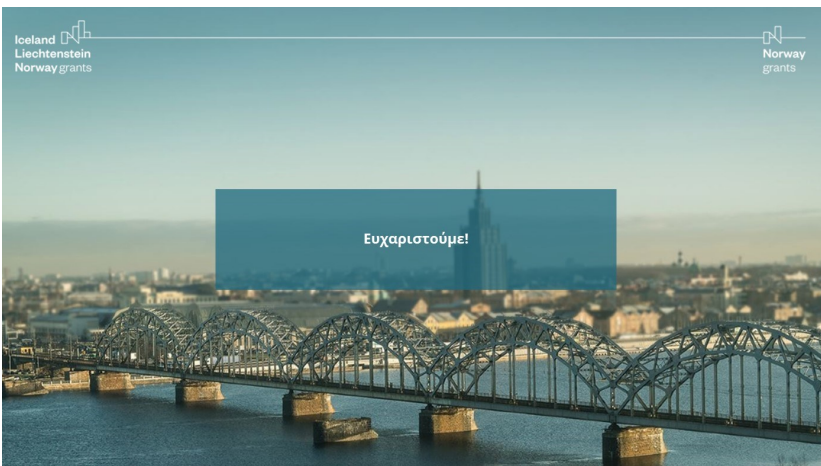 Iceland
Liechtenstein
Norway grants
Norway
grants
Ευχαριστούμε!